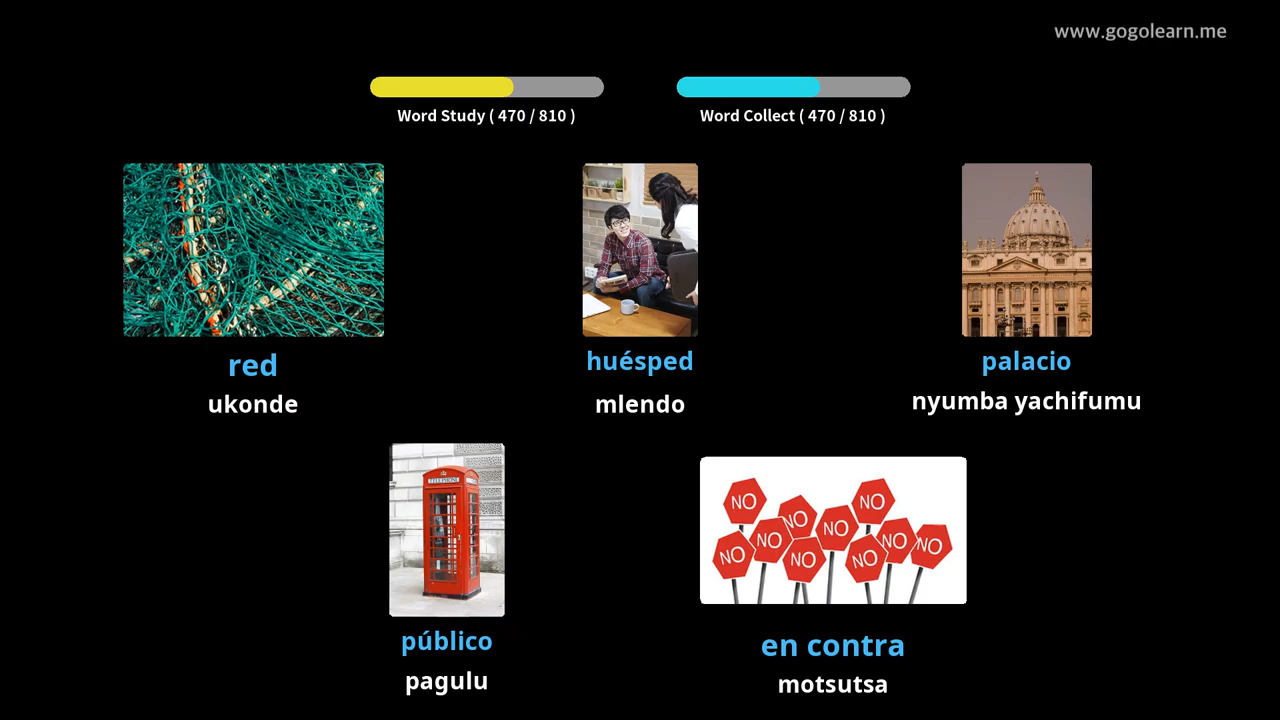 www.gogolearn.me
Word Study ( 470 / 810 )
Word Collect ( 470 / 810 )
red
ukonde
huésped
mlendo
palacio
nyumba yachifumu
TELEPHONE
público
pagulu
NO
NO
NO
NO
NO
NO
NO
NO
NO
NO
en contra
motsutsa